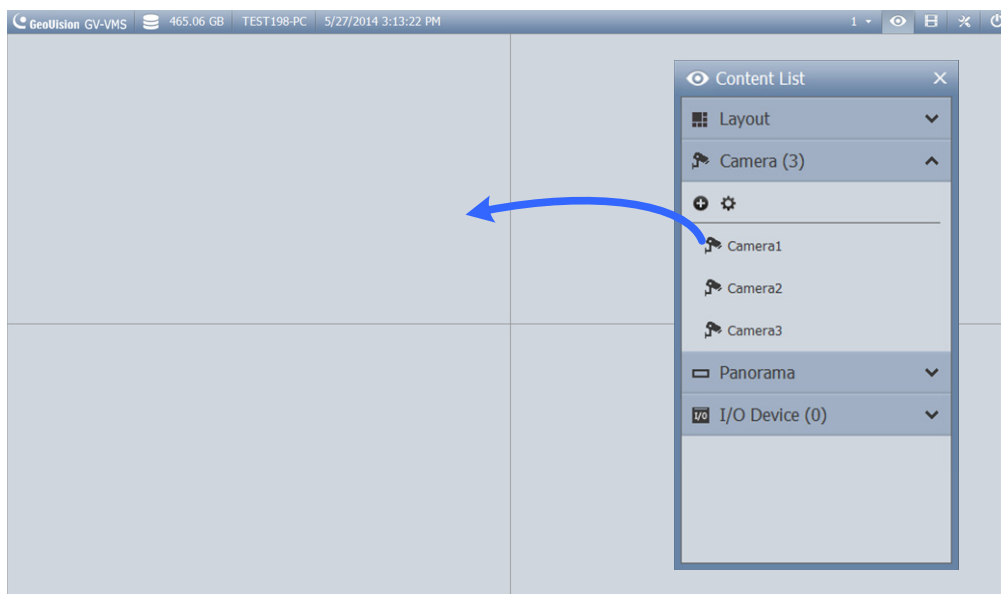 GeoVision GV-VMS 465.06 GB TEST198-PC 5/27/2014 3:13:22 PM 1
Content List
Layout
Camera (3)
Camera1
Camera2
Camera3
Panorama
I/O I/O Device (0)